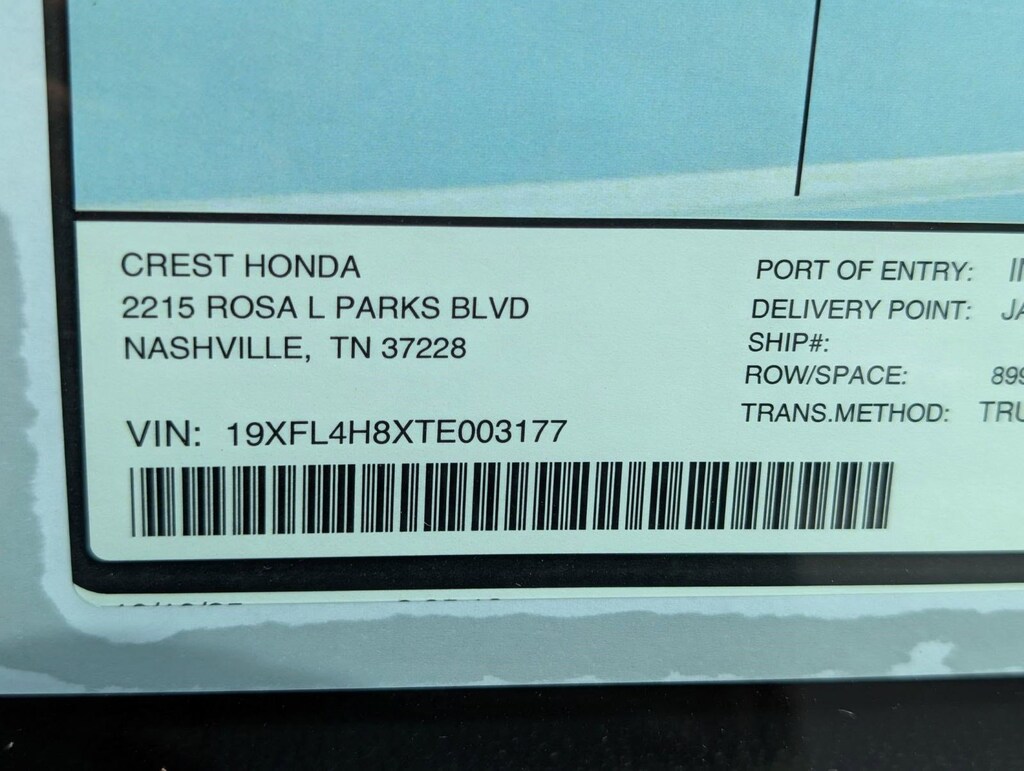 CREST HONDA
2215 ROSA L PARKS BLVD
NASHVILLE, TN 37228
VIN: 19XFL4H8XTE003177
PORT OF ENTRY:
DELIVERY POINT:
SHIP#:
ROW/SPACE:
TRANS.METHOD: